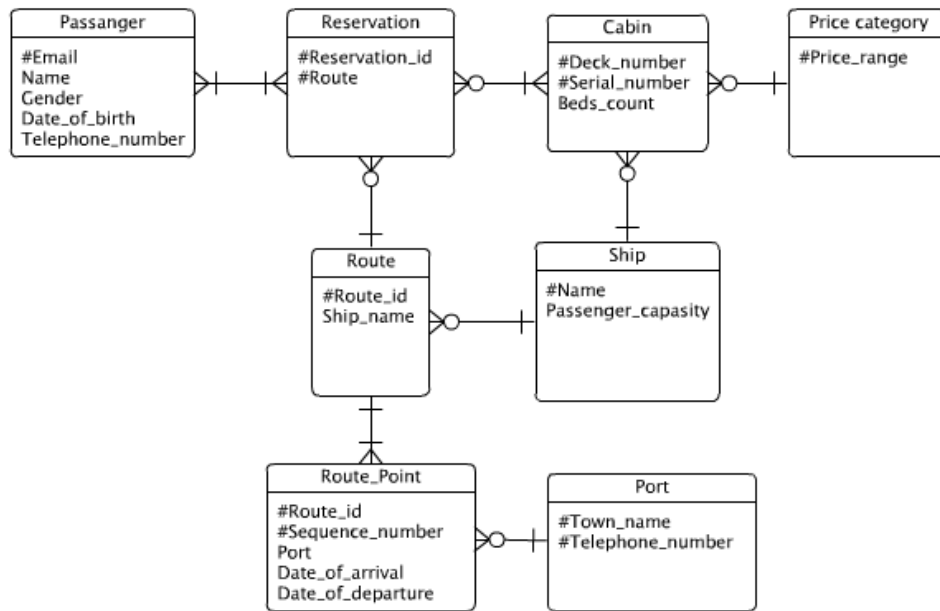 Passanger
#Email
Name
Gender
Date_of_birth
Telephone_number
Reservation
#Reservation_id
#Route
Cabin
#Deck_number
#Serial_number
Beds_count
Price category
#Price_range
Route
#Route_id
Ship_name
Ship
#Name
Passenger_capasity
Route_Point
#Route_id
#Sequence_number
Port
Date_of_arrival
Date_of_departure
Port
#Town_name
#Telephone_number